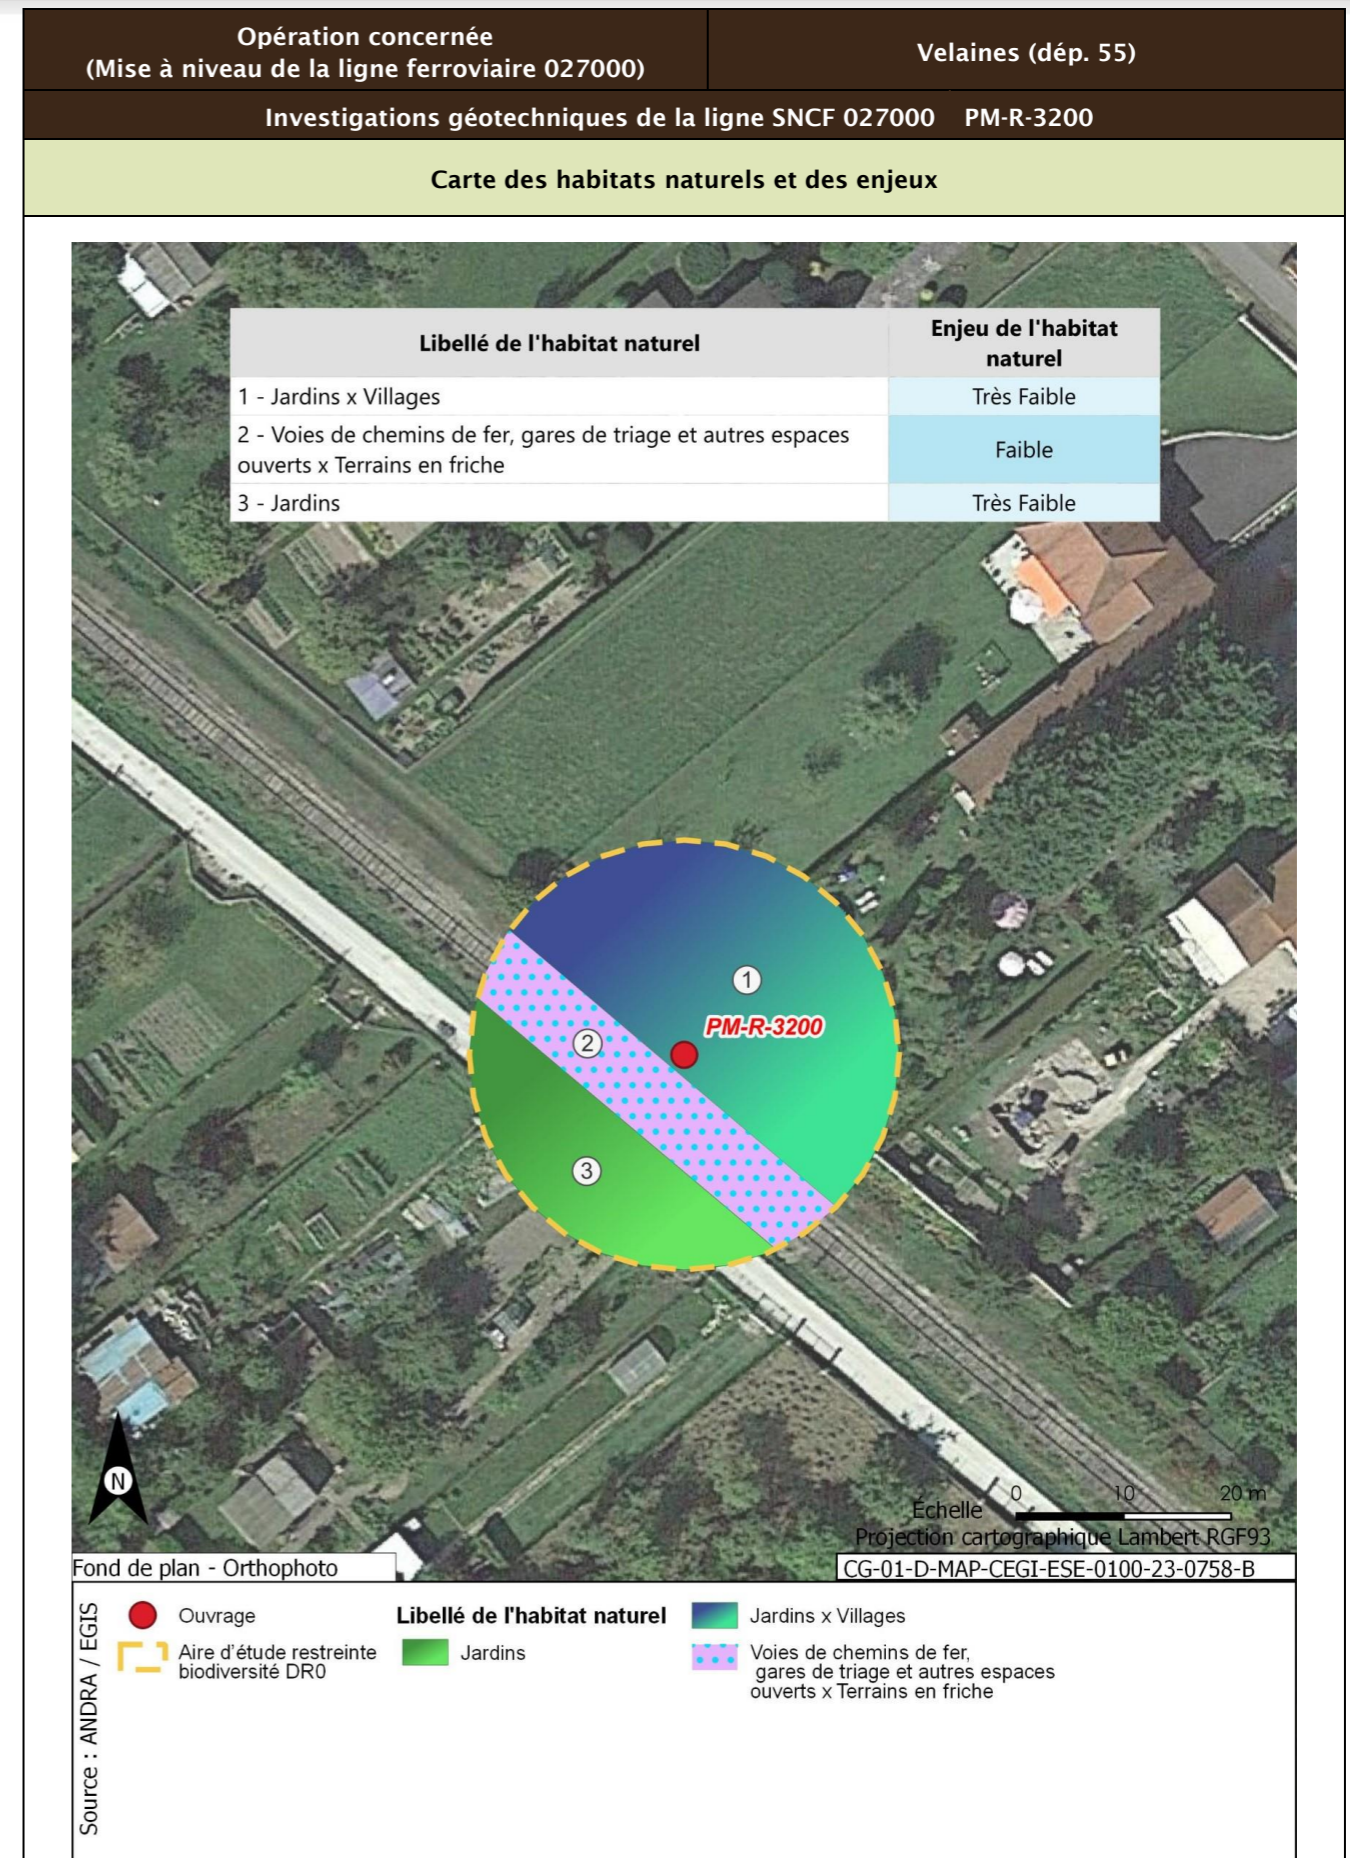 Opération concernée
(Mise à niveau de la ligne ferroviaire 027000)
Velaines (dép. 55)
Investigations géotechniques de la ligne SNCF 027000 PM-R-3200
Carte des habitats naturels et des enjeux
Libellé de l'habitat naturel
Enjeu de l'habitat
naturel
1 - Jardins x Villages
Très Faible
2 - Voies de chemins de fer, gares de triage et autres espaces
ouverts x Terrains en friche
Faible
3 - Jardins
Très Faible
1
PM-R-3200
2
3
N
0 10 20 m
Échelle
Projection cartographique Lambert RGF93
Fond de plan - Orthophoto
CG-01-D-MAP-CEGI-ESE-0100-23-0758-B
Source : ANDRA / EGIS
Ouvrage
Aire d'étude restreinte
biodiversité DR0
Libellé de l'habitat naturel
Jardins
Jardins x Villages
Voies de chemins de fer,
gares de triage et autres espaces
ouverts x Terrains en friche